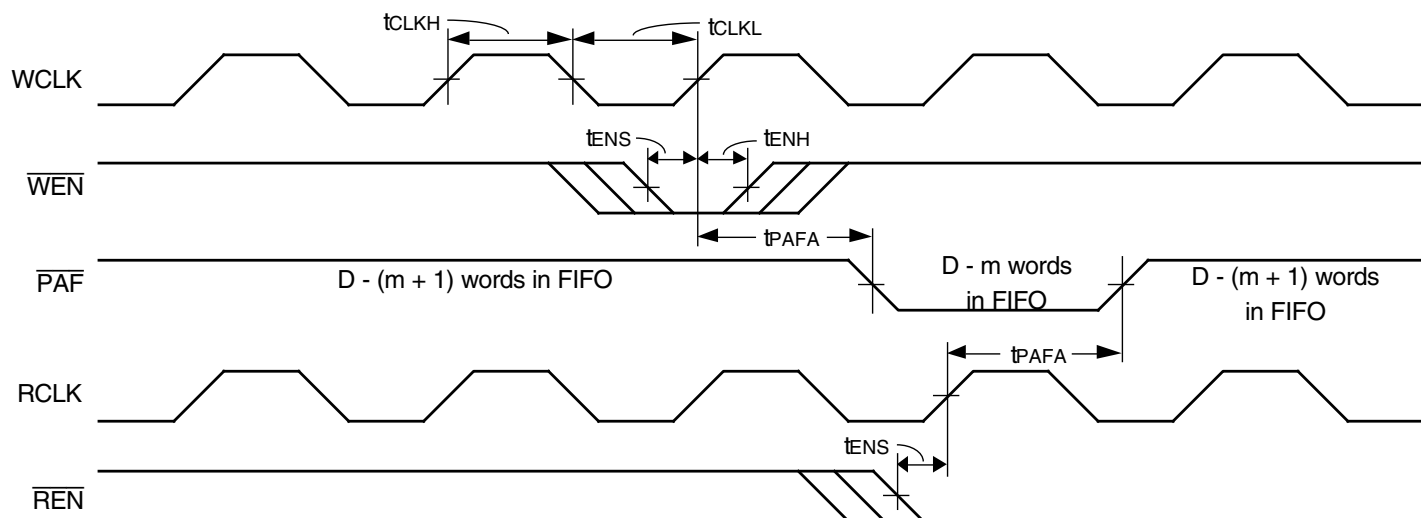 tCLKH
tCLKL
WCLK
tENS
tENH
WEN
tPAFA
PAF
D - (m + 1) words in FIFO
D - m words
in FIFO
D - (m + 1) words
in FIFO
tPAFA
RCLK
tENS
REN